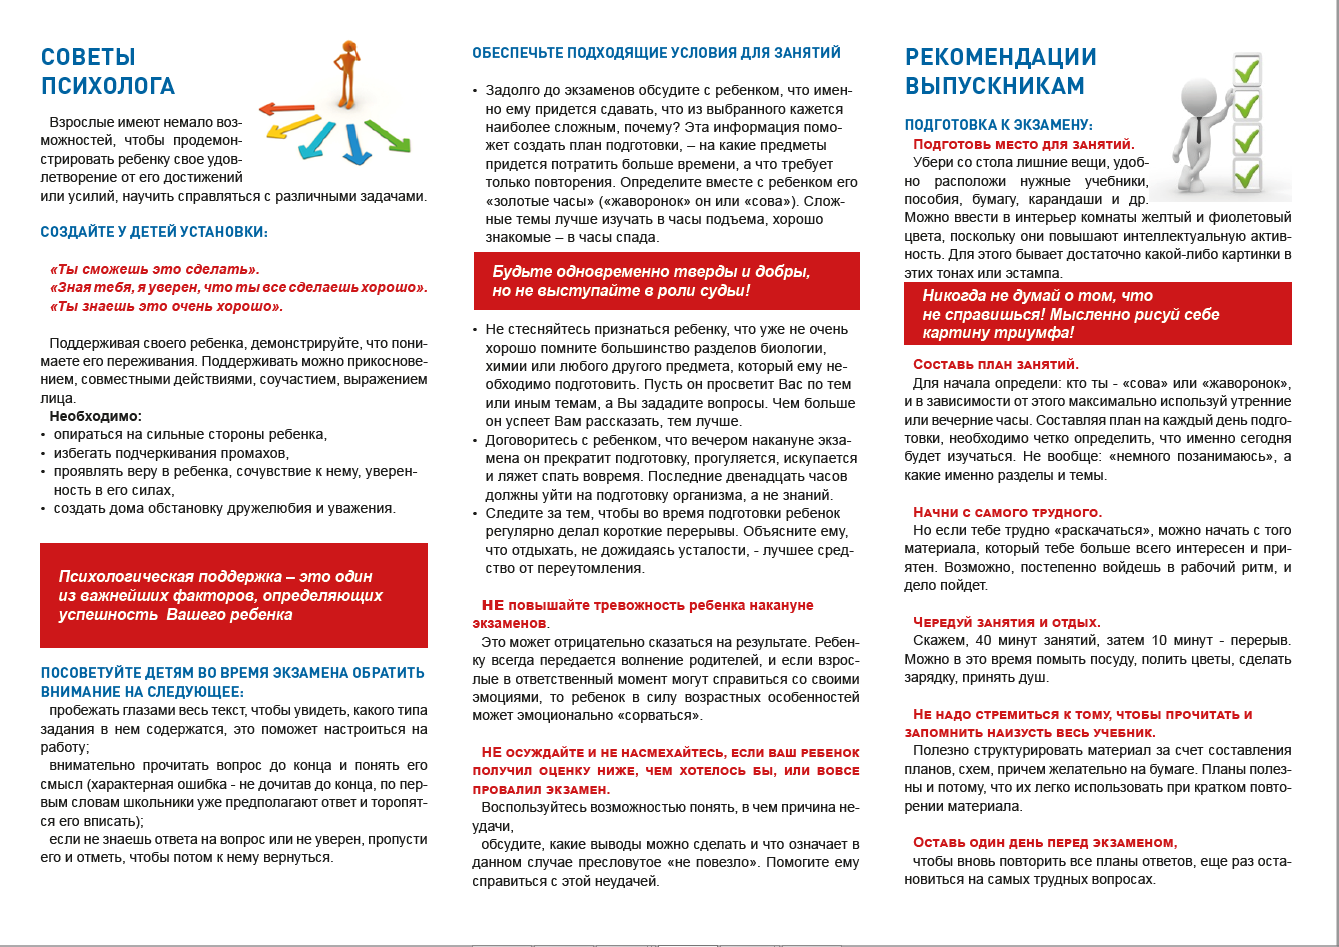 СОВЕТЫ
ПСИХОЛОГА
Взрослые имеют немало воз-
можностей, чтобы продемон-
стрировать ребенку свое удов-
летворение от его достижений
или усилий, научить справляться с различными задачами.
СОЗДАЙТЕ У ДЕТЕЙ УСТАНОВКИ:
«Ты сможешь это сделать».
«Зная тебя, я уверен, что ты все сделаешь хорошо».
«Ты знаешь это очень хорошо».
Поддерживая своего ребенка, демонстрируйте, что пони-
маете его переживания. Поддерживать можно прикоснове-
нием, совместными действиями, соучастием, выражением
лица.
Необходимо:
• опираться на сильные стороны ребенка,
• избегать подчеркивания промахов,
• проявлять веру в ребенка, сочувствие к нему, уверен-
ность в его силах,
• создать дома обстановку дружелюбия и уважения.
Психологическая поддержка – это один
из важнейших факторов, определяющих
успешность Вашего ребенка
ПОСОВЕТУЙТЕ ДЕТЯМ ВО ВРЕМЯ ЭКЗАМЕНА ОБРАТИТЬ
ВНИМАНИЕ НА СЛЕДУЮЩЕЕ:
пробежать глазами весь текст, чтобы увидеть, какого типа
задания в нем содержатся, это поможет настроиться на
работу;
внимательно прочитать вопрос до конца и понять его
смысл (характерная ошибка - не дочитав до конца, по пер-
вым словам школьники уже предполагают ответ и торопят-
ся его вписать);
если не знаешь ответа на вопрос или не уверен, пропусти
его и отметь, чтобы потом к нему вернуться.
ОБЕСПЕЧЬТЕ ПОДХОДЯЩИЕ УСЛОВИЯ ДЛЯ ЗАНЯТИЙ
• Задолго до экзаменов обсудите с ребенком, что имен-
но ему придется сдавать, что из выбранного кажется
наиболее сложным, почему? Эта информация помо-
жет создать план подготовки, – на какие предметы
придется потратить больше времени, а что требует
только повторения. Определите вместе с ребенком его
«золотые часы» («жаворонок» он или «сова»). Слож-
ные темы лучше изучать в часы подъема, хорошо
знакомые – в часы спада.
Будьте одновременно тверды и добры,
но не выступайте в роли судьи!
• Не стесняйтесь признаться ребенку, что уже не очень
хорошо помните большинство разделов биологии,
химии или любого другого предмета, который ему не-
обходимо подготовить. Пусть он просветит Вас по тем
или иным темам, а Вы зададите вопросы. Чем больше
он успеет Вам рассказать, тем лучше.
• Договоритесь с ребенком, что вечером накануне экза-
мена он прекратит подготовку, прогуляется, искупается
и ляжет спать вовремя. Последние двенадцать часов
должны уйти на подготовку организма, а не знаний.
• Следите за тем, чтобы во время подготовки ребенок
регулярно делал короткие перерывы. Объясните ему,
что отдыхать, не дожидаясь усталости, - лучшее сред-
ство от переутомления.
НЕ повышайте тревожность ребенка накануне
экзаменов.
Это может отрицательно сказаться на результате. Ребен-
ку всегда передается волнение родителей, и если взрос-
лые в ответственный момент могут справиться со своими
эмоциями, то ребенок в силу возрастных особенностей
может эмоционально «сорваться».
НЕ ОСУЖДАЙТЕ И НЕ НАСМЕХАЙТЕСЬ, ЕСЛИ ВАШ РЕБЕНОК
ПОЛУЧИЛ ОЦЕНКУ НИЖЕ, ЧЕМ ХОТЕЛОСЬ БЫ, ИЛИ ВОВСЕ
ПРОВАЛИЛ ЭКЗАМЕН.
Воспользуйтесь возможностью понять, в чем причина не-
удачи,
обсудите, какие выводы можно сделать и что означает в
данном случае пресловутое «не повезло». Помогите ему
справиться с этой неудачей.
РЕКОМЕНДАЦИИ
ВЫПУСКНИКАМ
ПОДГОТОВКА К ЭКЗАМЕНУ:
Подготовь место для занятий.
Убери со стола лишние вещи, удоб-
но расположи нужные учебники,
пособия, бумагу, карандаши и др.
Можно ввести в интерьер комнаты желтый и фиолетовый
цвета, поскольку они повышают интеллектуальную актив-
ность. Для этого бывает достаточно какой-либо картинки в
этих тонах или эстампа.
Никогда не думай о том, что
не справишься! Мысленно рисуй себе
картину триумфа!
Составь план занятий.
Для начала определи: кто ты - «сова» или «жаворонок»,
и в зависимости от этого максимально используй утренние
или вечерние часы. Составляя план на каждый день подго-
товки, необходимо четко определить, что именно сегодня
будет изучаться. Не вообще: «немного позанимаюсь», а
какие именно разделы и темы.
Начни с самого трудного.
Но если тебе трудно «раскачаться», можно начать с того
материала, который тебе больше всего интересен и при-
ятен. Возможно, постепенно войдешь в рабочий ритм, и
дело пойдет.
Чередуй занятия и отдых.
Скажем, 40 минут занятий, затем 10 минут - перерыв.
Можно в это время помыть посуду, полить цветы, сделать
зарядку, принять душ.
Не надо стремиться к тому, чтобы прочитать и
запомнить наизусть весь учебник.
Полезно структурировать материал за счет составления
планов, схем, причем желательно на бумаге. Планы полез-
ны и потому, что их легко использовать при кратком повто-
рении материала.
Оставь один день перед экзаменом,
чтобы вновь повторить все планы ответов, еще раз оста-
новиться на самых трудных вопросах.